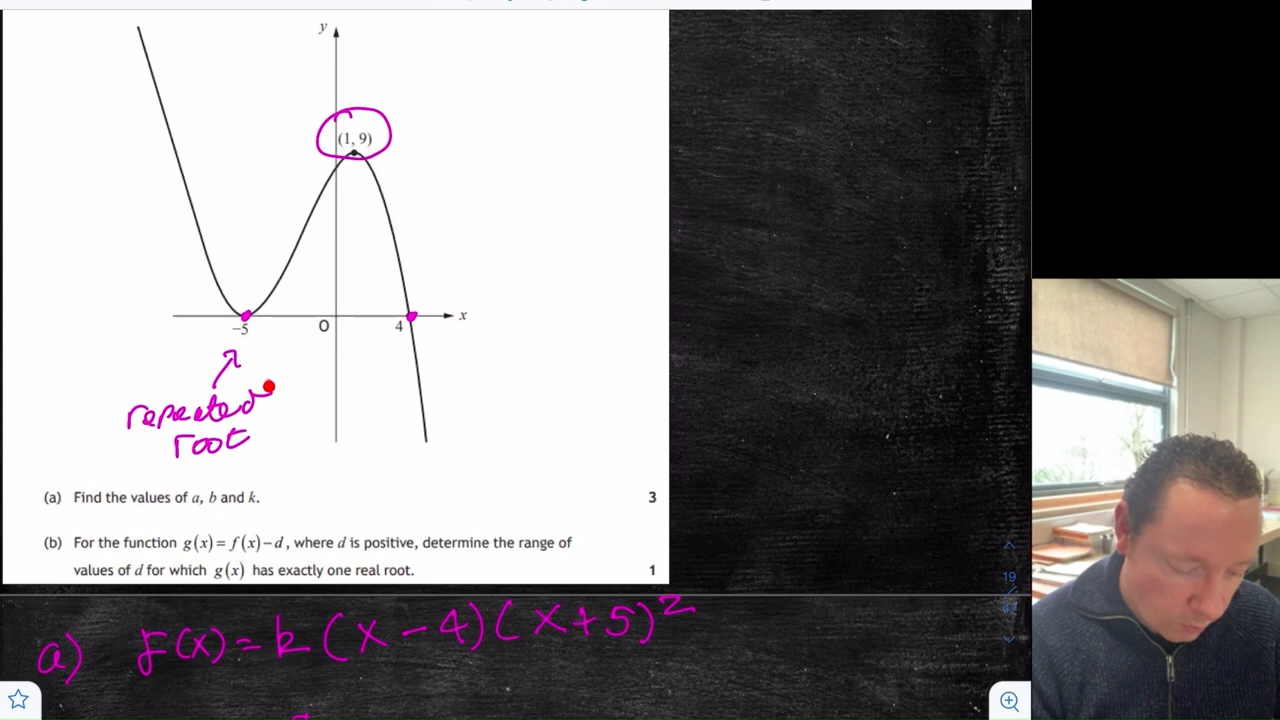 y
(1, 9)
-5
O
4
x
repeated
root
(a) Find the values of a, b and k.
3
(b) For the function g(x) = f(x) – d, where d is positive, determine the range of
values of d for which g(x) has exactly one real root.
1
19
a) f(x) = k (x - 4)(x + 5)²